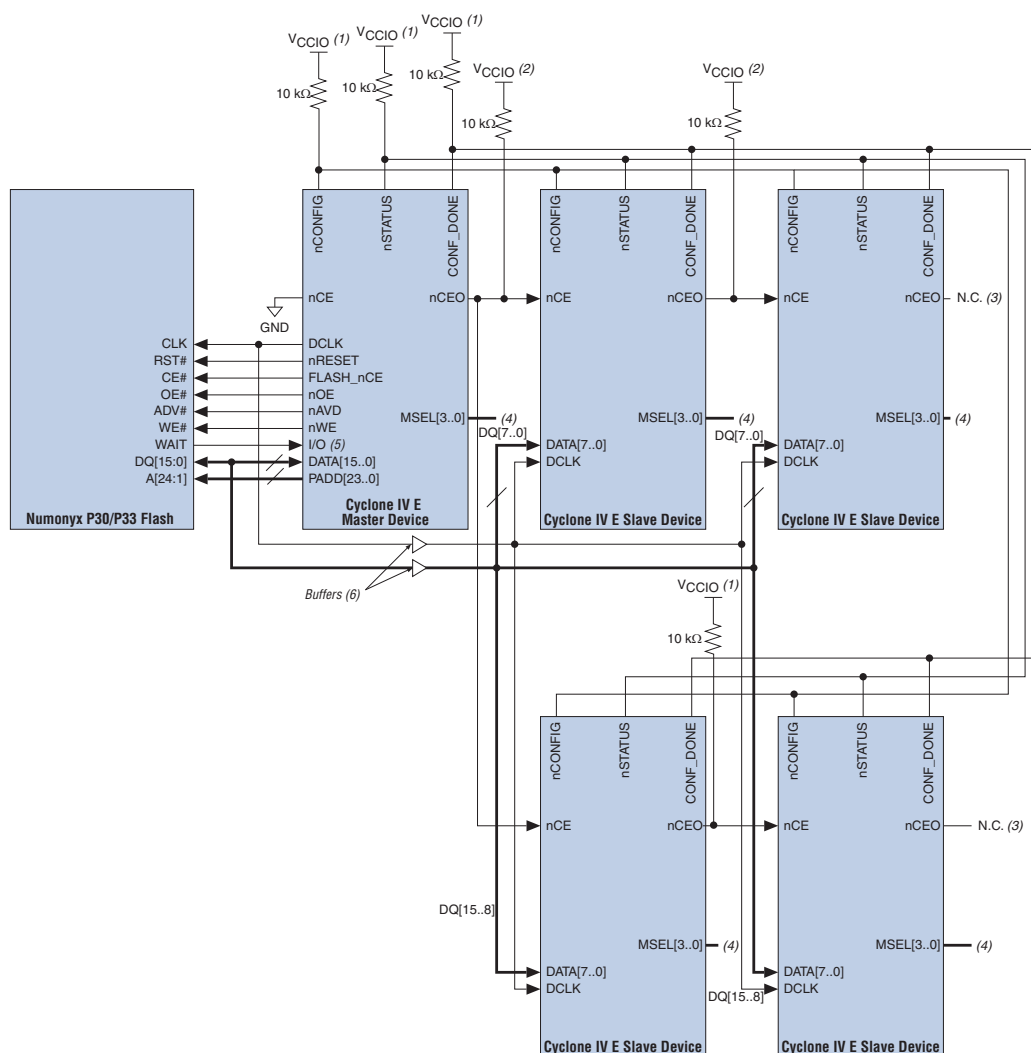 VCCIO (1)
VCCIO (1)
VCCIO (1)
VCCIO (2)
VCCIO (2)
10 kΩ
10 kΩ
10 kΩ
10 kΩ
10 kΩ
nCONFIG
nSTATUS
CONF_DONE
nCONFIG
nSTATUS
CONF_DONE
nCONFIG
nSTATUS
CONF_DONE
nCE
nCEO
nCE
nCEO
nCE
nCEO
N.C. (3)
GND
CLK
DCLK
RST#
nRESET
CE#
FLASH_nCE
OE#
nOE
ADV#
nAVD
MSEL[3..0]
(4)
MSEL[3..0]
(4)
MSEL[3..0]
(4)
WE#
nWE
DQ[7..0]
DQ[7..0]
WAIT
I/O (5)
DATA[7..0]
DATA[7..0]
DQ[15:0]
DATA[15..0]
DCLK
DCLK
A[24:1]
PADD[23..0]
Numonyx P30/P33 Flash
Cyclone IV E
Master Device
Cyclone IV E Slave Device
Cyclone IV E Slave Device
Buffers (6)
VCCIO (1)
10 kΩ
nCONFIG
nSTATUS
CONF_DONE
nCONFIG
nSTATUS
CONF_DONE
nCE
nCEO
nCE
nCEO
N.C. (3)
DQ[15..8]
MSEL[3..0]
(4)
MSEL[3..0]
(4)
DATA[7..0]
DATA[7..0]
DCLK
DQ[15..8]
DCLK
Cyclone IV E Slave Device
Cyclone IV E Slave Device